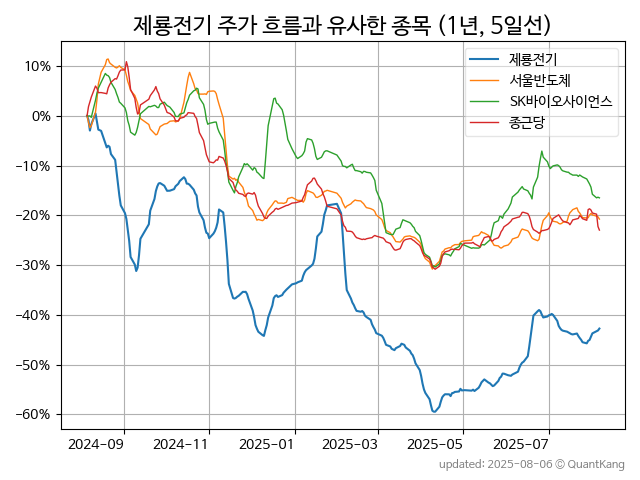 제룡전기 주가 흐름과 유사한 종목 (1년, 5일선)
제룡전기
서울반도체
SK바이오사이언스
종근당
10%
0%
-10%
-20%
-30%
-40%
-50%
-60%
2024-09 2024-11 2025-01 2025-03 2025-05 2025-07
updated: 2025-08-06 © QuantKang